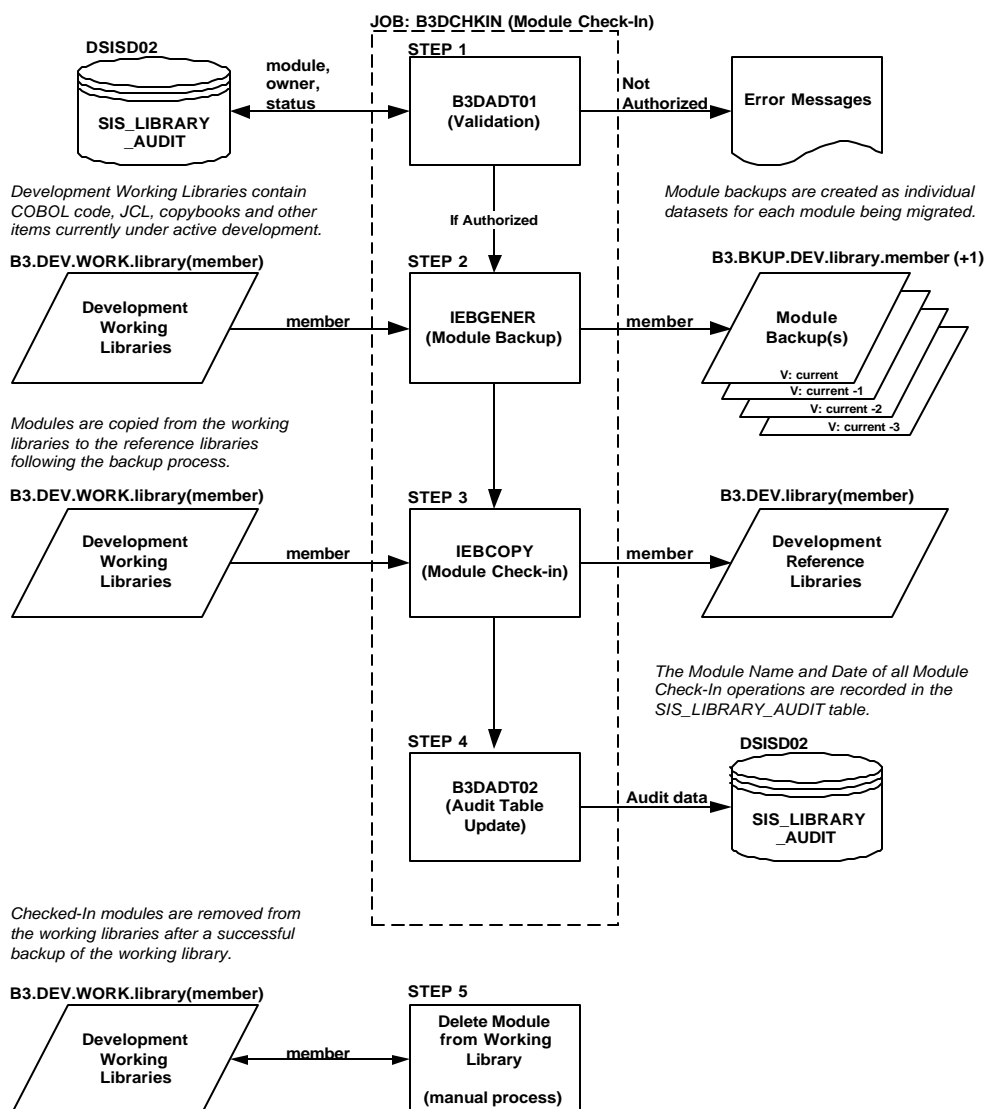 JOB: B3DCHKIN (Module Check-In)
DSISD02
SIS_LIBRARY
_AUDIT
module,
owner,
status
STEP 1
B3DADT01
(Validation)
Not
Authorized
Error Messages
Development Working Libraries contain
COBOL code, JCL, copybooks and other
items currently under active development.
If Authorized
Module backups are created as individual
datasets for each module being migrated.
B3.DEV.WORK.library(member)
Development
Working
Libraries
member
STEP 2
IEBGENER
(Module Backup)
member
B3.BKUP.DEV.library.member (+1)
Module
Backup(s)
V: current
V: current -1
V: current -2
V: current -3
Modules are copied from the working
libraries to the reference libraries
following the backup process.
B3.DEV.WORK.library(member)
Development
Working
Libraries
member
STEP 3
IEBCOPY
(Module Check-in)
member
B3.DEV.library(member)
Development
Reference
Libraries
The Module Name and Date of all Module
Check-In operations are recorded in the
SIS_LIBRARY_AUDIT table.
STEP 4
B3DADT02
(Audit Table
Update)
Audit data
DSISD02
SIS_LIBRARY
_AUDIT
Checked-In modules are removed from
the working libraries after a successful
backup of the working library.
B3.DEV.WORK.library(member)
Development
Working
Libraries
member
STEP 5
Delete Module
from Working
Library
(manual process)